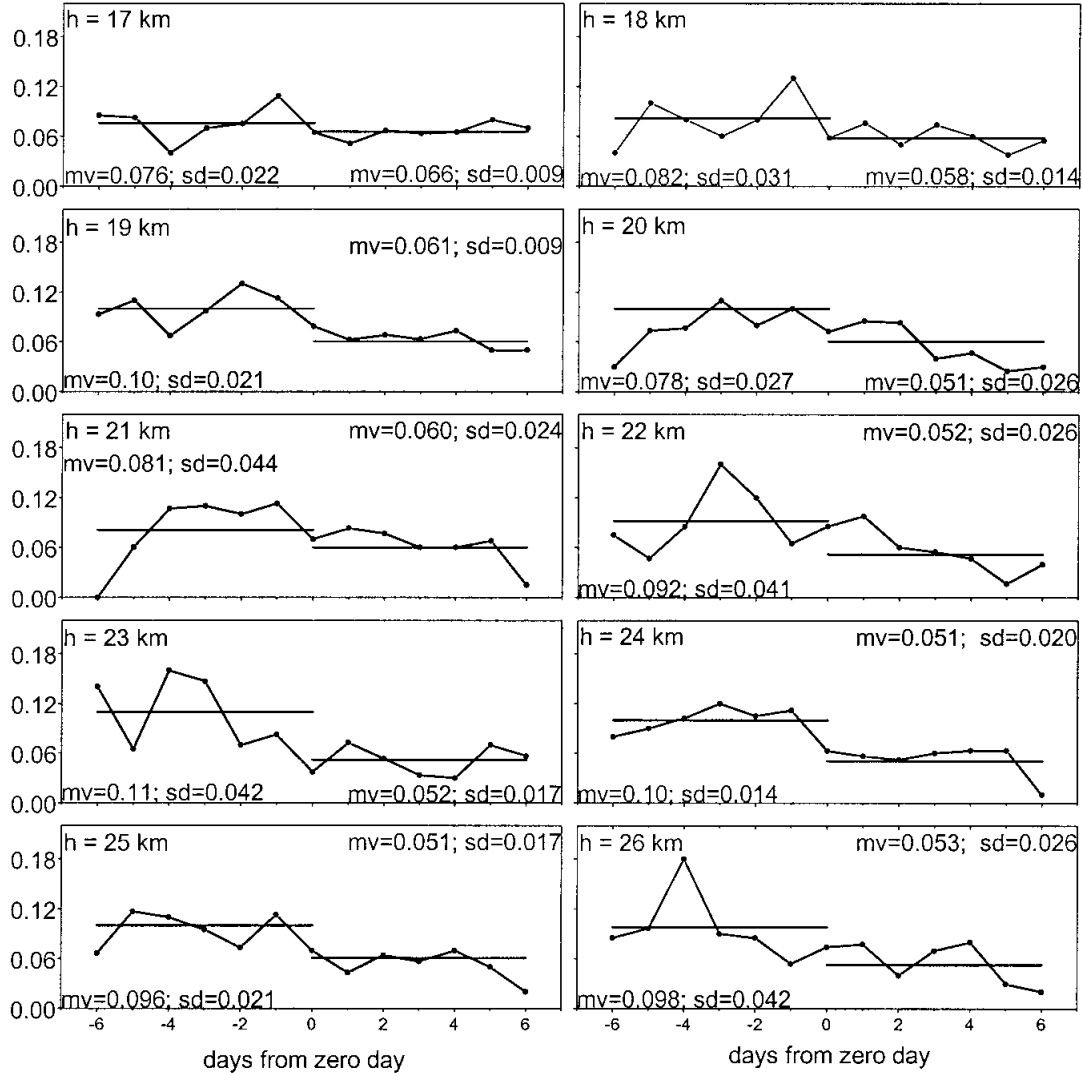 h = 17 km
h = 18 km
0.18
0.12
0.06
0.00
mv=0.076; sd=0.022
mv=0.066; sd=0.009
mv=0.082; sd=0.031
mv=0.058; sd=0.014
h = 19 km
mv=0.061; sd=0.009
h = 20 km
0.18
0.12
0.06
0.00
mv=0.10; sd=0.021
mv=0.078; sd=0.027
mv=0.051; sd=0.026
h = 21 km
mv=0.060; sd=0.024
h = 22 km
mv=0.052; sd=0.026
0.18
mv=0.081; sd=0.044
0.12
0.06
0.00
mv=0.092; sd=0.041
h = 23 km
h = 24 km
mv=0.051; sd=0.020
0.18
0.12
0.06
0.00
mv=0.11; sd=0.042
mv=0.052; sd=0.017
mv=0.10; sd=0.014
h = 25 km
mv=0.051; sd=0.017
h = 26 km
mv=0.053; sd=0.026
0.18
0.12
0.06
0.00
mv=0.096; sd=0.021
mv=0.098; sd=0.042
-6 -4 -2 0 2 4 6
-6 -4 -2 0 2 4 6
days from zero day
days from zero day